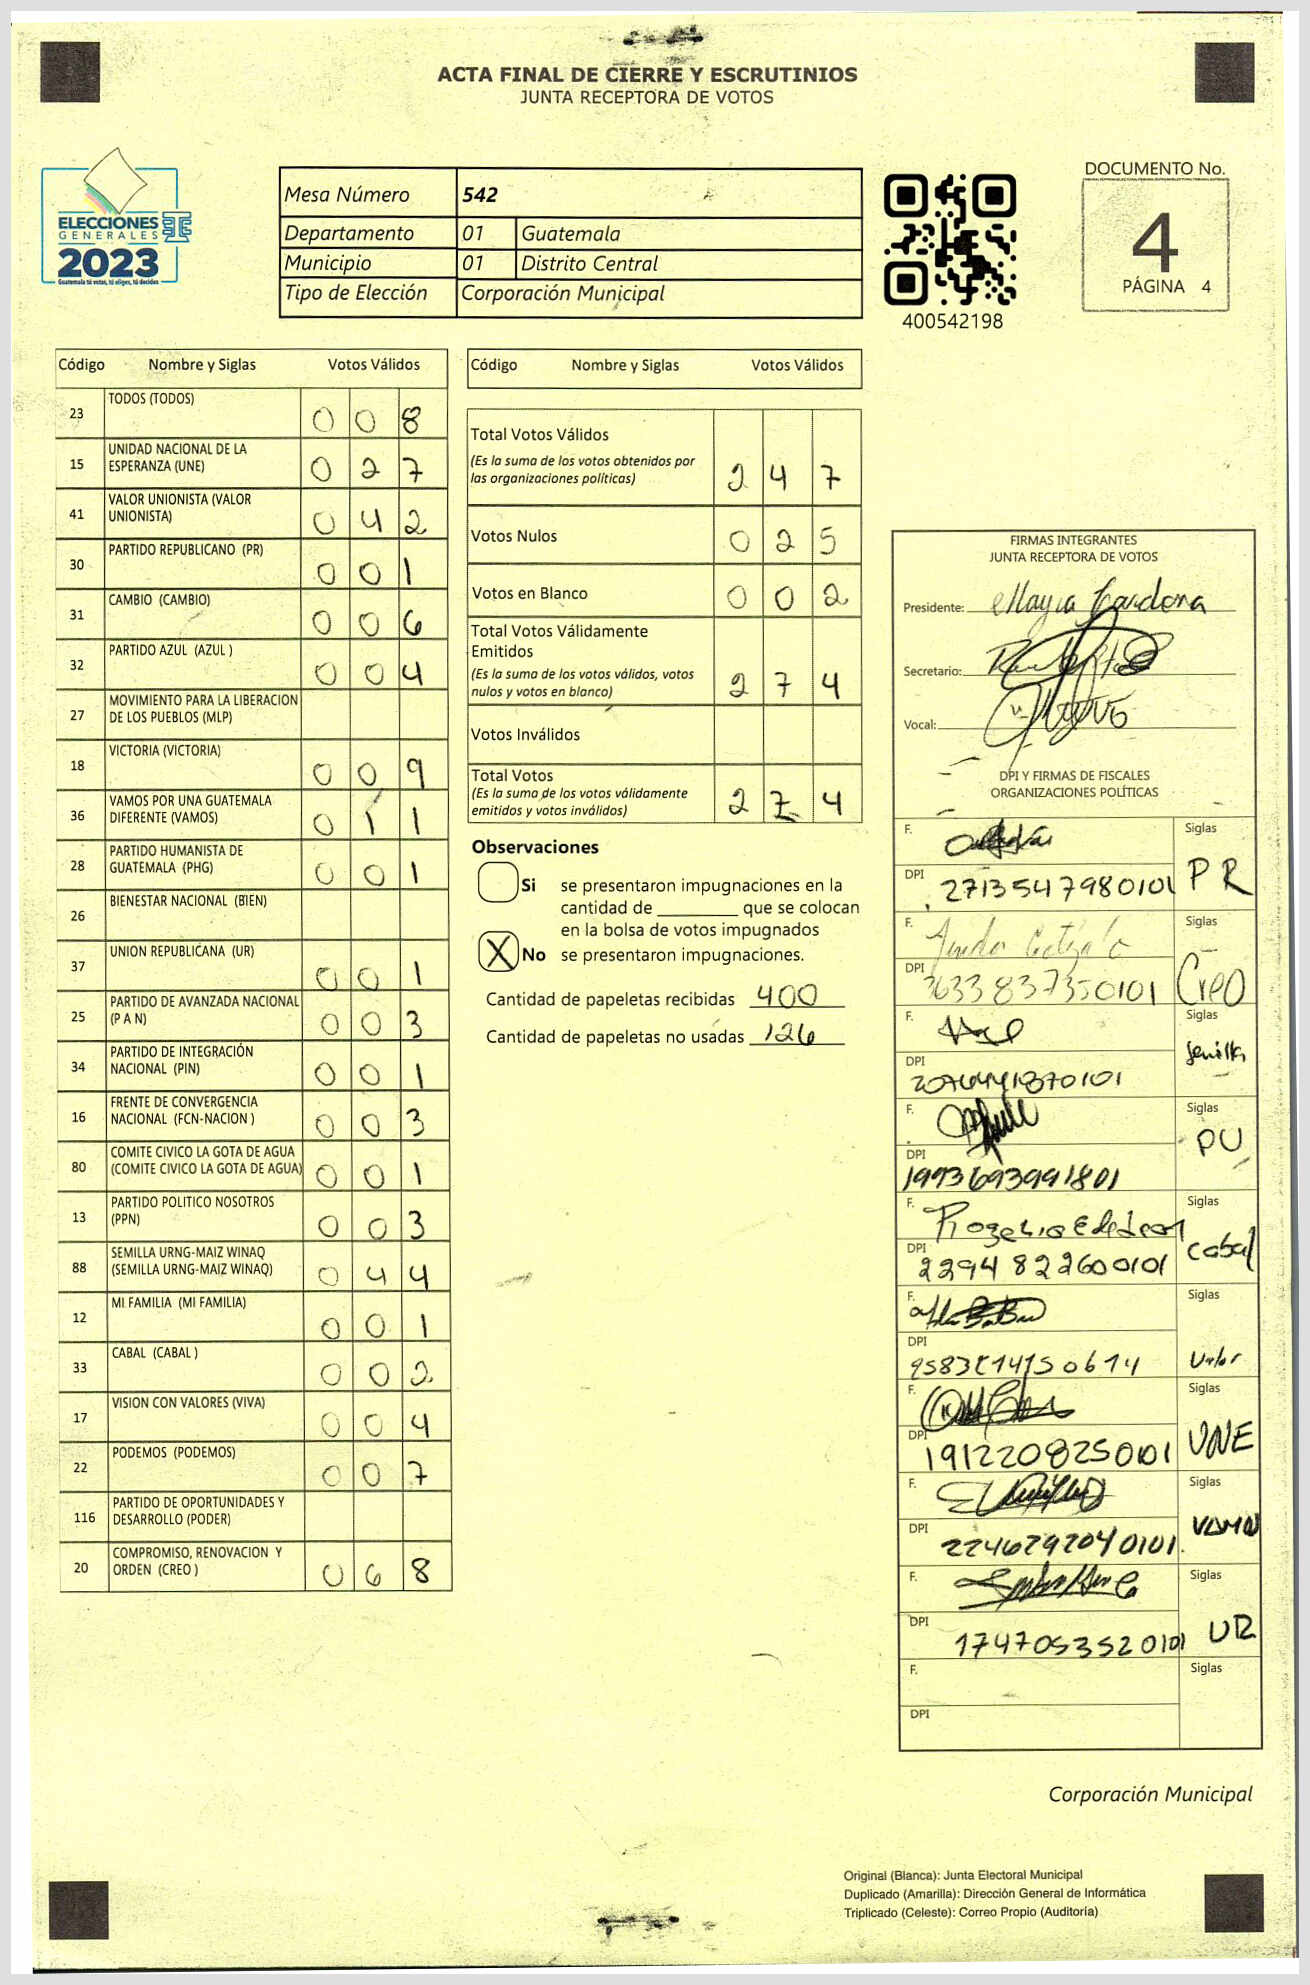 ACTA FINAL DE CIERRE Y ESCRUTINIOS
JUNTA RECEPTORA DE VOTOS
ELECCIONES
GENERALES
2023
Guatemala tú votas, tú eliges, tú decides
TSE
Mesa Número 542
Departamento 01 Guatemala
Municipio 01 Distrito Central
Tipo de Elección Corporación Municipal
400542198
DOCUMENTO No.
4
PÁGINA 4
Código Nombre y Siglas Votos Válidos
23 TODOS (TODOS) 0 0 8
15 UNIDAD NACIONAL DE LA
ESPERANZA (UNE) 0 2 7
41 VALOR UNIONISTA (VALOR
UNIONISTA) 0 4 2
30 PARTIDO REPUBLICANO (PR) 0 0 1
31 CAMBIO (CAMBIO) 0 0 6
32 PARTIDO AZUL (AZUL ) 0 0 4
27 MOVIMIENTO PARA LA LIBERACION
DE LOS PUEBLOS (MLP)
18 VICTORIA (VICTORIA) 0 0 9
36 VAMOS POR UNA GUATEMALA
DIFERENTE (VAMOS) 0 1 1
28 PARTIDO HUMANISTA DE
GUATEMALA (PHG) 0 0 1
26 BIENESTAR NACIONAL (BIEN)
37 UNION REPUBLICANA (UR) 0 0 1
25 PARTIDO DE AVANZADA NACIONAL
(P A N) 0 0 3
34 PARTIDO DE INTEGRACIÓN
NACIONAL (PIN) 0 0 1
16 FRENTE DE CONVERGENCIA
NACIONAL (FCN-NACION ) 0 0 3
80 COMITE CIVICO LA GOTA DE AGUA
(COMITE CIVICO LA GOTA DE AGUA) 0 0 1
13 PARTIDO POLITICO NOSOTROS
(PPN) 0 0 3
88 SEMILLA URNG-MAIZ WINAQ
(SEMILLA URNG-MAIZ WINAQ) 0 4 4
12 MI FAMILIA (MI FAMILIA) 0 0 1
33 CABAL (CABAL ) 0 0 2
17 VISION CON VALORES (VIVA) 0 0 4
22 PODEMOS (PODEMOS) 0 0 7
116 PARTIDO DE OPORTUNIDADES Y
DESARROLLO (PODER)
20 COMPROMISO, RENOVACION Y
ORDEN (CREO ) 0 6 8
Código Nombre y Siglas Votos Válidos
Total Votos Válidos
(Es la suma de los votos obtenidos por
las organizaciones políticas) 2 4 7
Votos Nulos 0 2 5
Votos en Blanco 0 0 2
Total Votos Válidamente
Emitidos
(Es la suma de los votos válidos, votos
nulos y votos en blanco) 2 7 4
Votos Inválidos
Total Votos
(Es la suma de los votos válidamente
emitidos y votos inválidos) 2 7 4
Observaciones
Si se presentaron impugnaciones en la
cantidad de ________ que se colocan
en la bolsa de votos impugnados
X No se presentaron impugnaciones.
Cantidad de papeletas recibidas 400
Cantidad de papeletas no usadas 126
FIRMAS INTEGRANTES
JUNTA RECEPTORA DE VOTOS
Presidente: Mayra Cardona
Secretario:
Vocal:
DPI Y FIRMAS DE FISCALES
ORGANIZACIONES POLÍTICAS
F. Siglas
DPI 2713547980101 PR
F. Siglas
DPI 3633837350101 Creo
F. Siglas
DPI Semilla
F. Siglas
DPI PU
1993693991801
F. Siglas
DPI 2294822600101 Cabal
F. Siglas
DPI Valor
F. Siglas
DPI 1912208250101 UNE
F. Siglas
DPI 2246292040101 VAMO
F. Siglas
DPI 1747053520101 UR
F. Siglas
DPI
Corporación Municipal
Original (Blanca): Junta Electoral Municipal
Duplicado (Amarilla): Dirección General de Informática
Triplicado (Celeste): Correo Propio (Auditoría)